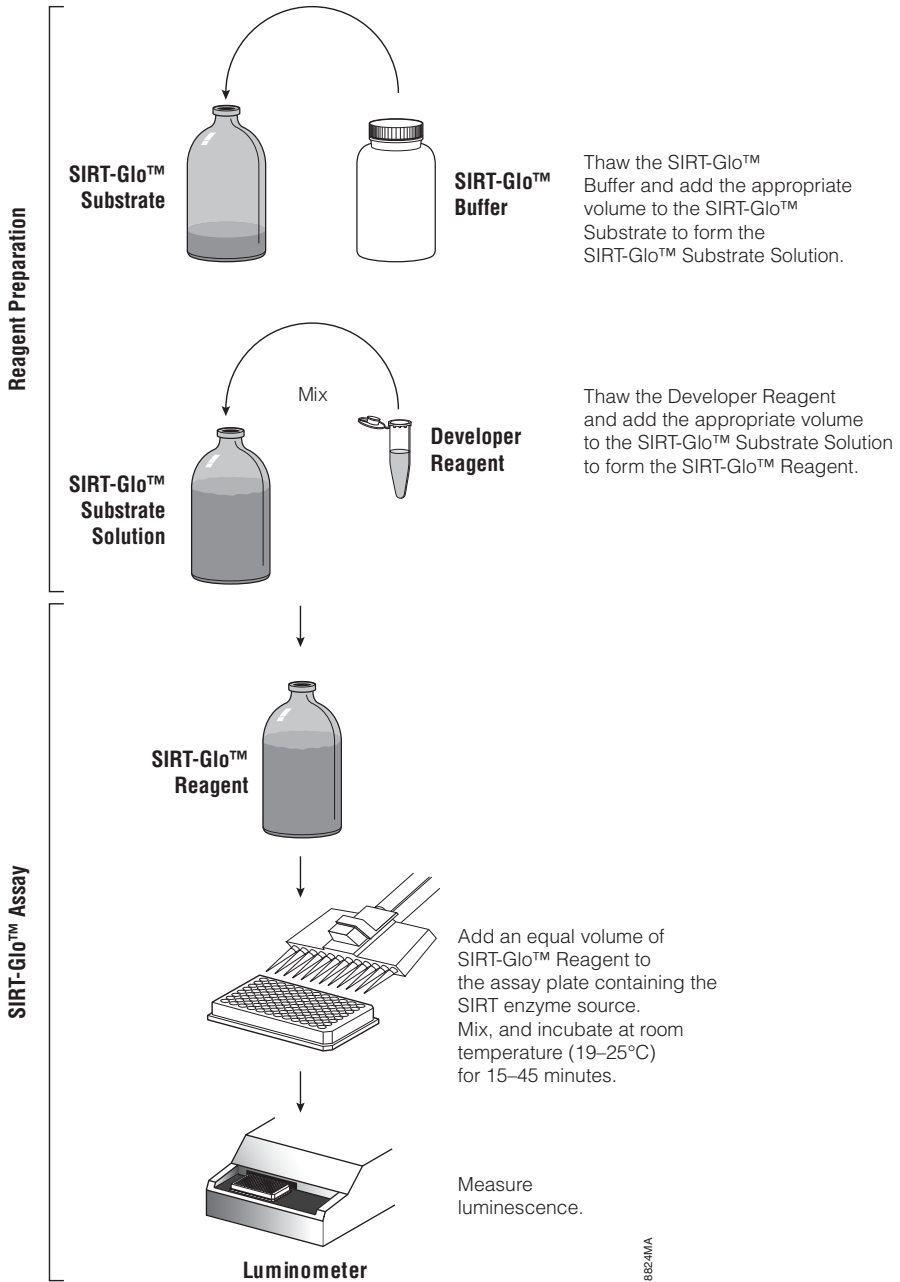 Reagent Preparation
SIRT-Glo™
Substrate
SIRT-Glo™
Buffer
Thaw the SIRT-Glo™
Buffer and add the appropriate
volume to the SIRT-Glo™
Substrate to form the
SIRT-Glo™ Substrate Solution.
Mix
SIRT-Glo™
Substrate
Solution
Developer
Reagent
Thaw the Developer Reagent
and add the appropriate volume
to the SIRT-Glo™ Substrate Solution
to form the SIRT-Glo™ Reagent.
SIRT-Glo™ Assay
SIRT-Glo™
Reagent
Add an equal volume of
SIRT-Glo™ Reagent to
the assay plate containing the
SIRT enzyme source.
Mix, and incubate at room
temperature (19–25°C)
for 15–45 minutes.
Measure
luminescence.
Luminometer
8824MA